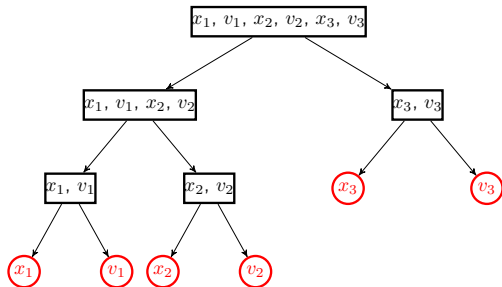 x₁, v₁, x₂, v₂, x₃, v₃
x₁, v₁, x₂, v₂
x₃, v₃
x₁, v₁
x₂, v₂
x₃
v₃
x₁
v₁
x₂
v₂